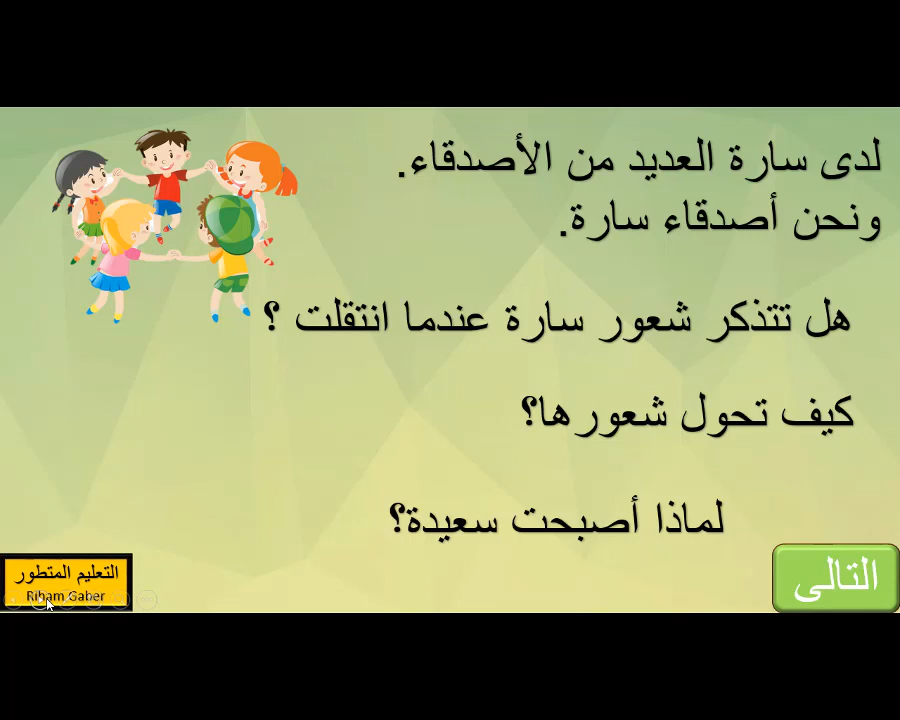 لدى سارة العديد من الأصدقاء.
ونحن أصدقاء سارة.
هل تتذكر شعور سارة عندما انتقلت ؟
كيف تحول شعورها؟
لماذا أصبحت سعيدة؟
التالى
التعليم المتطور
Riham Gaber